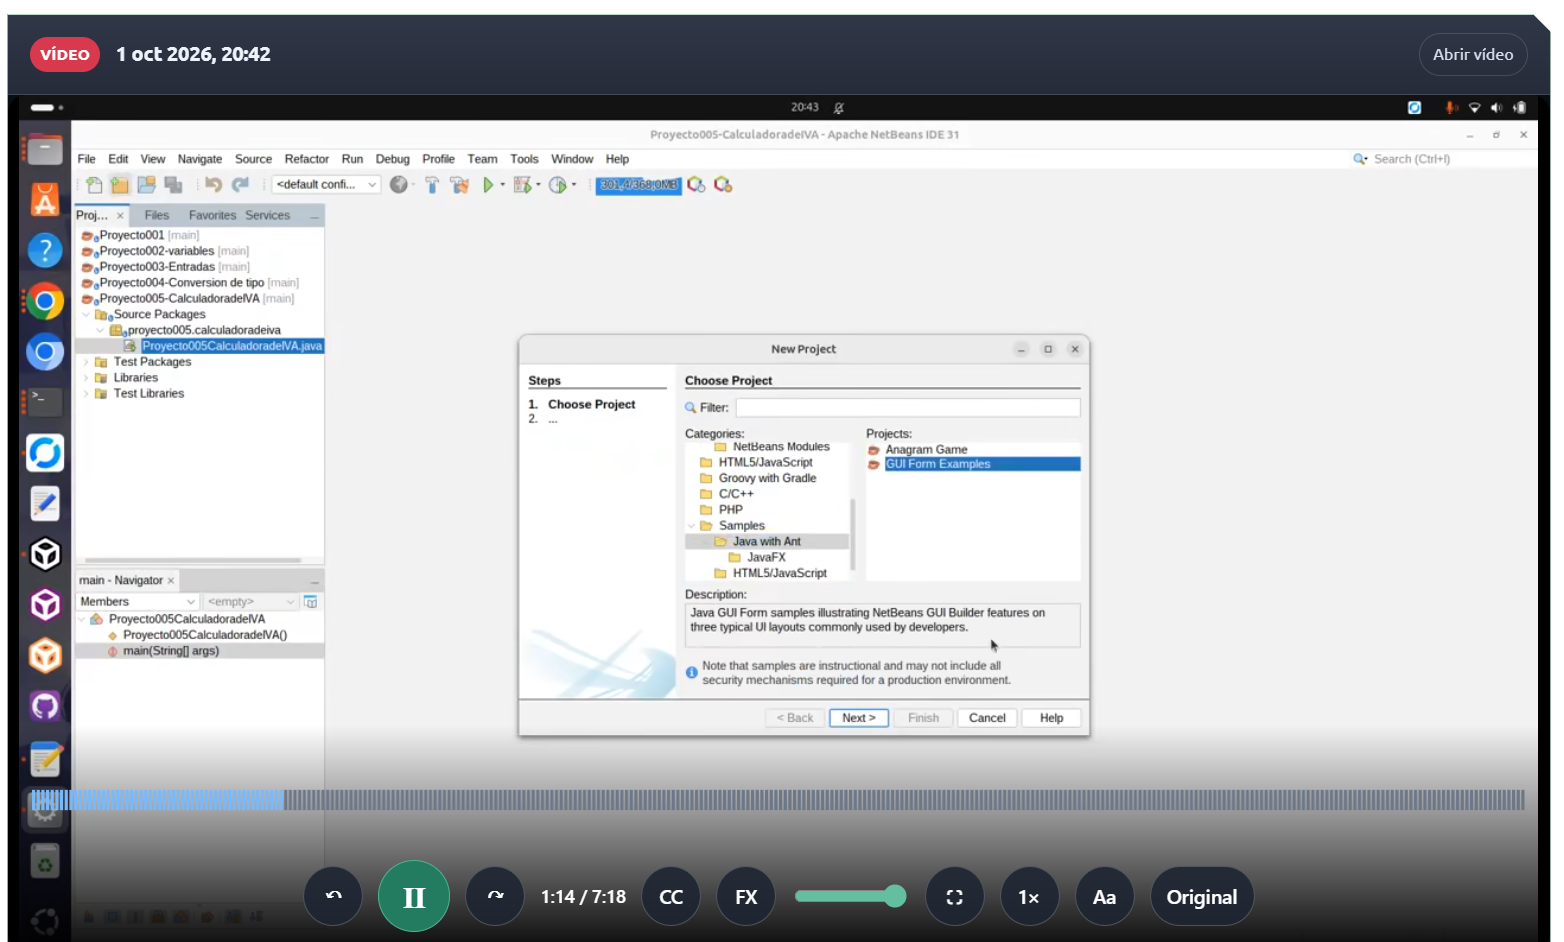 VÍDEO
1 oct 2026, 20:42
Abrir vídeo
20:43
Proyecto005-CalculadoradeIVA - Apache NetBeans IDE 31
File Edit View Navigate Source Refactor Run Debug Profile Team Tools Window Help
Search (Ctrl+I)
<default confi...
301,4/368,0MB
Proj... Files Favorites Services
Proyecto001 [main]
Proyecto002-variables [main]
Proyecto003-Entradas [main]
Proyecto004-Conversion de tipo [main]
Proyecto005-CalculadoradeIVA [main]
Source Packages
proyecto005.calculadoradeiva
Proyecto005CalculadoradeIVA.java
Test Packages
Libraries
Test Libraries
main - Navigator
Members
<empty>
Proyecto005CalculadoradeIVA
Proyecto005CalculadoradeIVA()
main(String[] args)
New Project
Steps
1. Choose Project
2. ...
Choose Project
Filter:
Categories:
NetBeans Modules
HTML5/JavaScript
Groovy with Gradle
C/C++
PHP
Samples
Java with Ant
JavaFX
HTML5/JavaScript
Projects:
Anagram Game
GUI Form Examples
Description:
Java GUI Form samples illustrating NetBeans GUI Builder features on
three typical UI layouts commonly used by developers.
Note that samples are instructional and may not include all
security mechanisms required for a production environment.
< Back
Next >
Finish
Cancel
Help
1:14 / 7:18
CC
FX
1×
Aa
Original